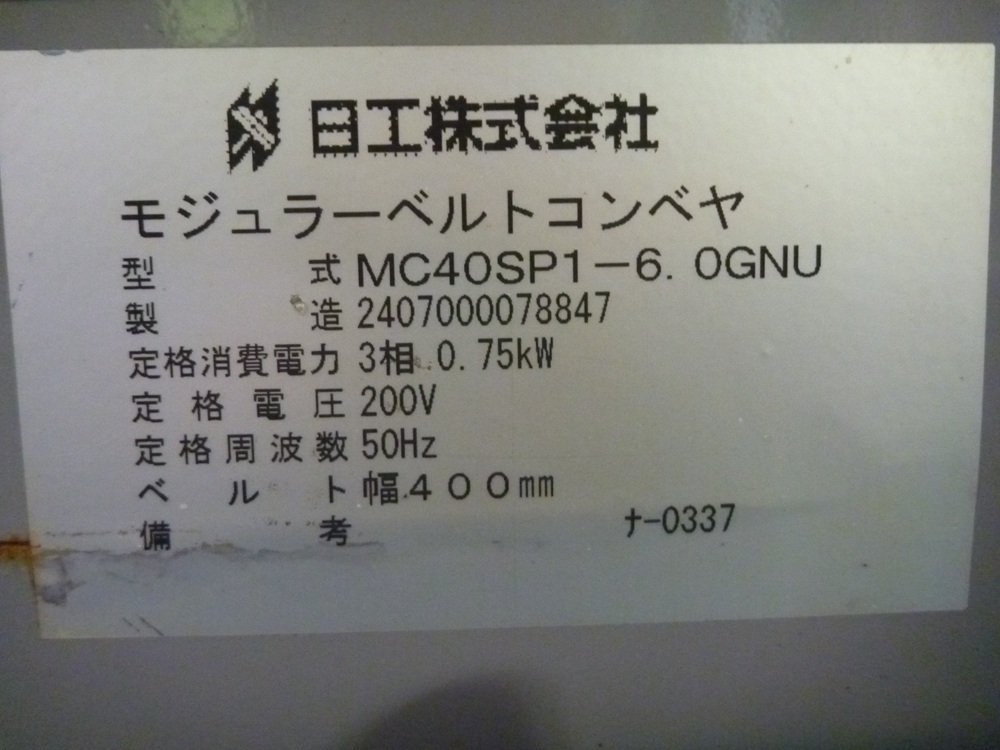 日工株式会社
モジュラーベルトコンベヤ
型式 MC40SP1-6.0GNU
製造 2407000078847
定格消費電力 3相 0.75kW
定格電圧 200V
定格周波数 50Hz
ベルト幅 400mm
備考 ナ-0337